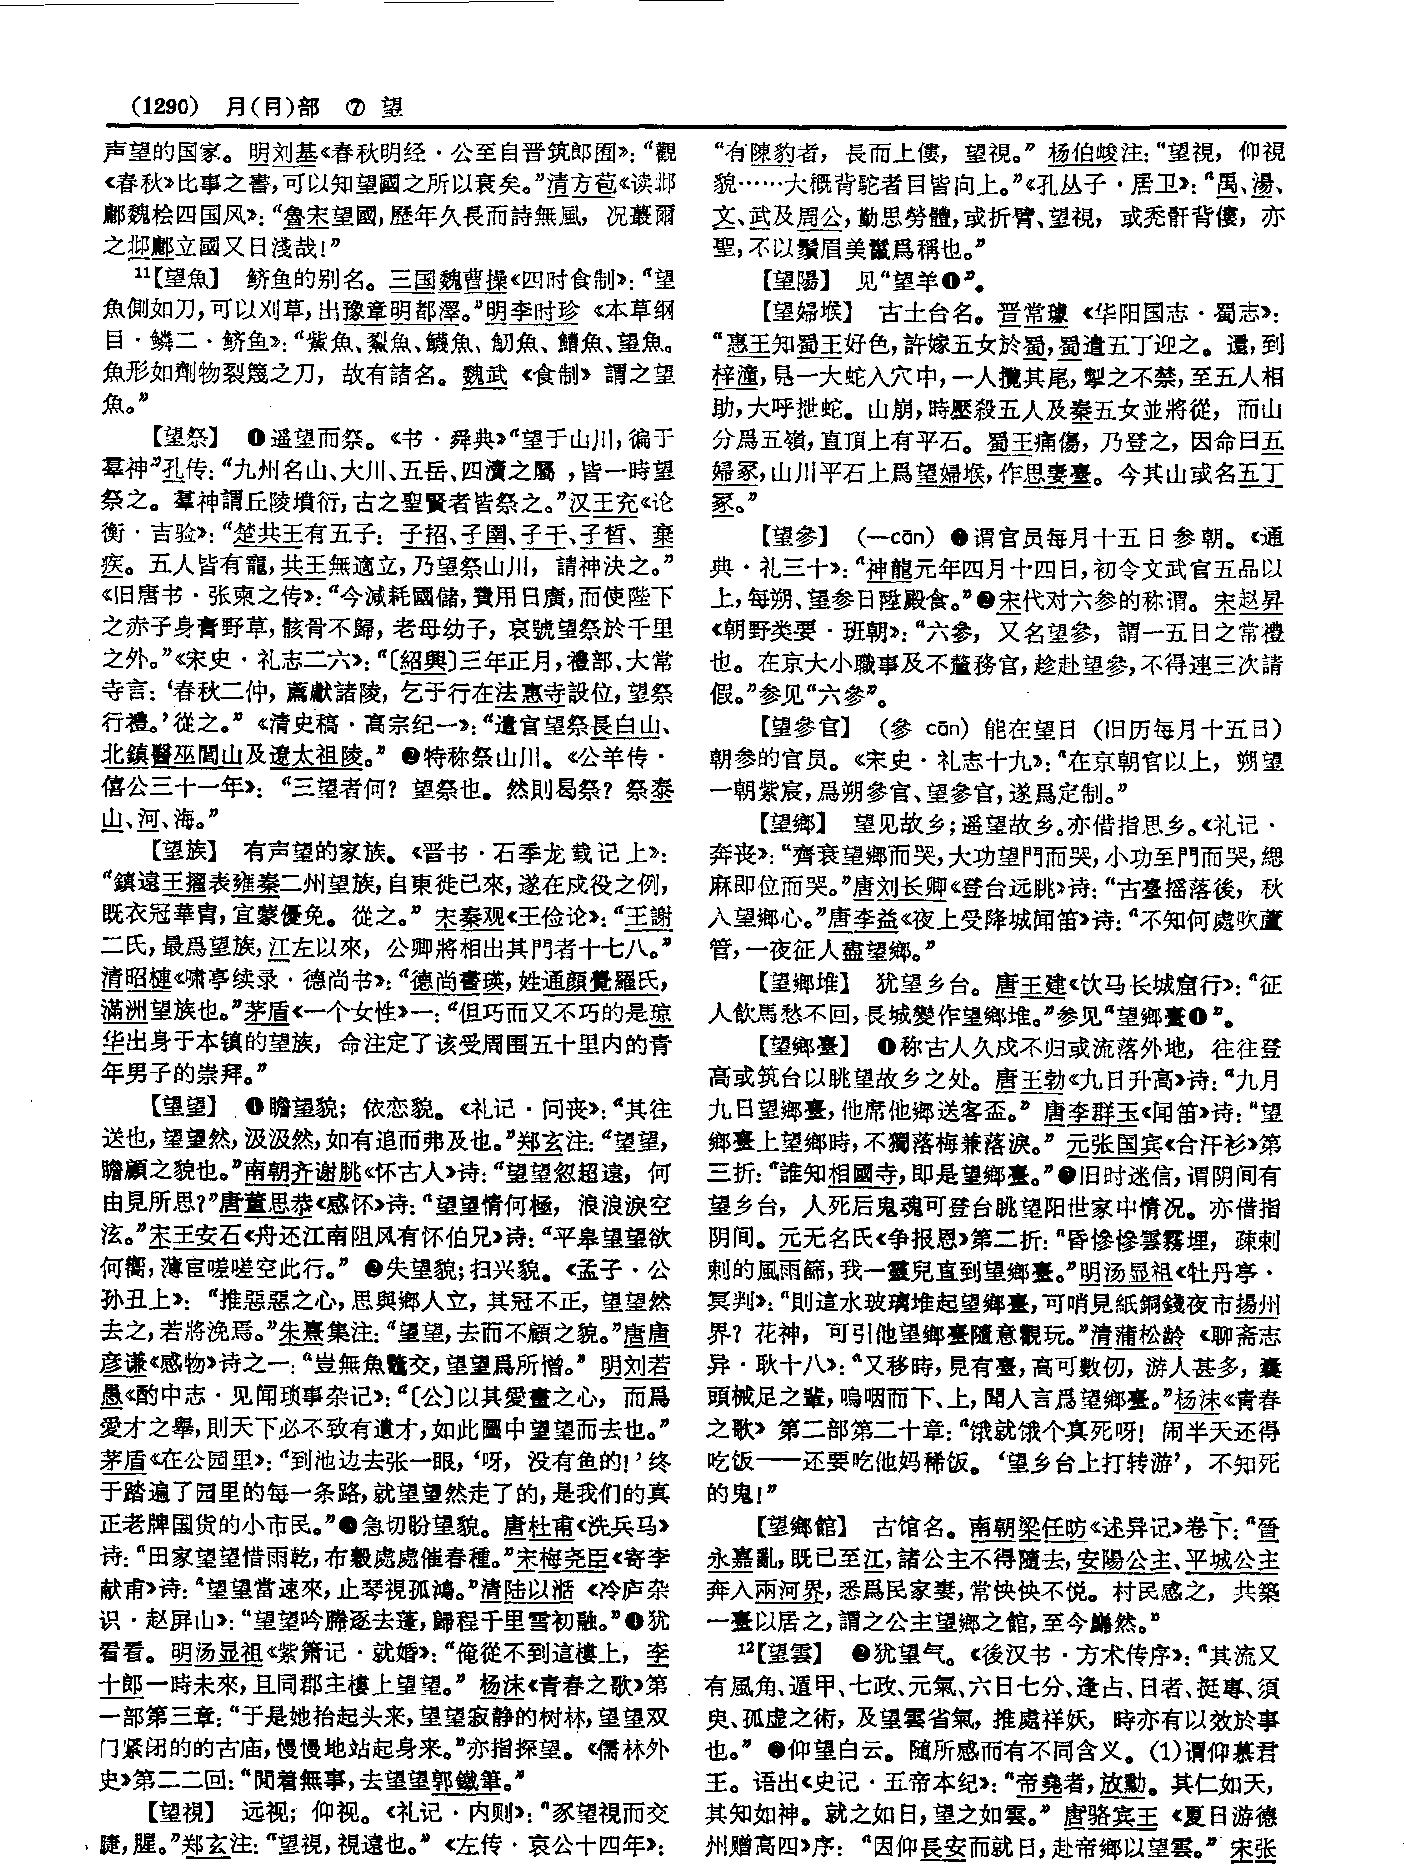 (1290) 月(⺼)部 ⑦ 望
声望的国家。明刘基《春秋明经·公至自晋筑郎囿》：“觀
《春秋》比事之書，可以知望國之所以衰矣。”清方苞《读邶
鄘魏桧四国风》：“魯宋望國，歷年久長而詩無風，况蕞爾
之邶鄘立國又日淺哉！”
11【望魚】 鲚鱼的别名。三国魏曹操《四时食制》：“望
魚側如刀，可以刈草，出豫章明都澤。”明李时珍《本草纲
目·鳞二·鲚鱼》：“鮆魚、鮤魚、鱴魚、魛魚、鱭魚、望魚。
魚形如劑物裂篾之刀，故有諸名。魏武《食制》謂之望
魚。”
【望祭】 ❶遥望而祭。《书·舜典》“望于山川，徧于
羣神”孔传：“九州名山、大川、五岳、四瀆之屬，皆一時望
祭之。羣神謂丘陵墳衍，古之聖賢者皆祭之。”汉王充《论
衡·吉验》：“楚共王有五子：子招、子圉、子干、子晳、棄
疾。五人皆有寵，共王無適立，乃望祭山川，請神決之。”
《旧唐书·张柬之传》：“今減耗國儲，費用日廣，而使陛下
之赤子身膏野草，骸骨不歸，老母幼子，哀號望祭於千里
之外。”《宋史·礼志二六》：“〔紹興〕三年正月，禮部、大常
寺言：‘春秋二仲，薦獻諸陵，乞于行在法惠寺設位，望祭
行禮。’從之。”《清史稿·高宗纪一》：“遣官望祭長白山、
北鎮醫巫閭山及遼太祖陵。” ❷特称祭山川。《公羊传·
僖公三十一年》：“三望者何？望祭也。然則曷祭？祭泰
山、河、海。”
【望族】 有声望的家族。《晋书·石季龙载记上》：
“鎮遠王擢表雍秦二州望族，自東徙已來，遂在戍役之例，
既衣冠華胄，宜蒙優免。從之。”宋秦观《王俭论》：“王謝
二氏，最爲望族，江左以來，公卿將相出其門者十七八。”
清昭梿《啸亭续录·德尚书》：“德尚書瑛，姓通顔覺羅氏，
滿洲望族也。”茅盾《一个女性》一：“但巧而又不巧的是琼
华出身于本镇的望族，命注定了该受周围五十里内的青
年男子的崇拜。”
【望望】 ❶瞻望貌；依恋貌。《礼记·问丧》：“其往
送也，望望然，汲汲然，如有追而弗及也。”郑玄注：“望望，
瞻顧之貌也。”南朝齐谢朓《怀古人》诗：“望望忽超遠，何
由見所思？”唐董思恭《感怀》诗：“望望情何極，浪浪淚空
泫。”宋王安石《舟还江南阻风有怀伯兄》诗：“平皋望望欲
何嚮，薄宦嗟嗟空此行。” ❷失望貌；扫兴貌。《孟子·公
孙丑上》：“推惡惡之心，思與鄉人立，其冠不正，望望然
去之，若將浼焉。”朱熹集注：“望望，去而不顧之貌。”唐唐
彦谦《感物》诗之一：“豈無魚鼈交，望望爲所憎。”明刘若
愚《酌中志·见闻琐事杂记》：“〔公〕以其愛畫之心，而爲
愛才之舉，則天下必不致有遺才，如此圖中望望而去也。”
茅盾《在公园里》：“到池边去张一眼，‘呀，没有鱼的！’终
于踏遍了园里的每一条路，就望望然走了的，是我们的真
正老牌国货的小市民。”❸急切盼望貌。唐杜甫《洗兵马》
诗：“田家望望惜雨乾，布穀處處催春種。”宋梅尧臣《寄李
献甫》诗：“望望當速來，止琴視孤鴻。”清陆以湉《冷庐杂
识·赵屏山》：“望望吟騰逐去蓬，歸程千里雪初融。”❹犹
看看。明汤显祖《紫箫记·就婚》：“俺從不到這樓上，李
十郎一時未來，且同郡主樓上望望。”杨沫《青春之歌》第
一部第三章：“于是她抬起头来，望望寂静的树林，望望双
门紧闭的的古庙，慢慢地站起身来。”亦指探望。《儒林外
史》第二二回：“閒着無事，去望望郭鐵筆。”
【望視】 远视；仰视。《礼记·内则》：“豕望視而交
睫，腥。”郑玄注：“望視，視遠也。”《左传·哀公十四年》：
“有陳豹者，長而上僂，望視。”杨伯峻注：“望視，仰視
貌……大概背駝者目皆向上。”《孔丛子·居卫》：“禹、湯、
文、武及周公，勤思勞體，或折臂、望視，或禿骭背僂，亦
聖，不以鬚眉美鬣爲稱也。”
【望陽】 见“望羊❶”。
【望婦堠】 古土台名。晋常璩《华阳国志·蜀志》：
“惠王知蜀王好色，許嫁五女於蜀，蜀遣五丁迎之。還，到
梓潼，見一大蛇入穴中，一人攬其尾，掣之不禁，至五人相
助，大呼抴蛇。山崩，時壓殺五人及秦五女並將從，而山
分爲五嶺，直頂上有平石。蜀王痛傷，乃登之，因命曰五
婦冢，山川平石上爲望婦堠，作思妻臺。今其山或名五丁
冢。”
【望參】 （—cān）❶谓官员每月十五日参朝。《通
典·礼三十》：“神龍元年四月十四日，初令文武官五品以
上，每朔、望參日陞殿食。”❷宋代对六参的称谓。宋赵昇
《朝野类要·班朝》：“六參，又名望參，謂一五日之常禮
也。在京大小職事及不釐務官，趁赴望參，不得連三次請
假。”参见“六參”。
【望參官】 （參 cān）能在望日（旧历每月十五日）
朝参的官员。《宋史·礼志十九》：“在京朝官以上，朔望
一朝紫宸，爲朔參官、望參官，遂爲定制。”
【望鄉】 望见故乡；遥望故乡。亦借指思乡。《礼记·
奔丧》：“齊衰望鄉而哭，大功望門而哭，小功至門而哭，緦
麻即位而哭。”唐刘长卿《登台远眺》诗：“古臺摇落後，秋
入望鄉心。”唐李益《夜上受降城闻笛》诗：“不知何處吹蘆
管，一夜征人盡望鄉。”
【望鄉堆】 犹望乡台。唐王建《饮马长城窟行》：“征
人飲馬愁不回，長城變作望鄉堆。”参见“望鄉臺❶”。
【望鄉臺】 ❶称古人久戍不归或流落外地，往往登
高或筑台以眺望故乡之处。唐王勃《九日升高》诗：“九月
九日望鄉臺，他席他鄉送客盃。”唐李群玉《闻笛》诗：“望
鄉臺上望鄉時，不獨落梅兼落淚。”元张国宾《合汗衫》第
三折：“誰知相國寺，即是望鄉臺。”❷旧时迷信，谓阴间有
望乡台，人死后鬼魂可登台眺望阳世家中情况。亦借指
阴间。元无名氏《争报恩》第二折：“昏慘慘雲霧埋，疎剌
剌的風雨篩，我一靈兒直到望鄉臺。”明汤显祖《牡丹亭·
冥判》：“則這水玻璃堆起望鄉臺，可哨見紙銅錢夜市揚州
界？花神，可引他望鄉臺隨意觀玩。”清蒲松龄《聊斋志
异·耿十八》：“又移時，見有臺，高可數仞，游人甚多，囊
頭械足之輩，嗚咽而下、上，聞人言爲望鄉臺。”杨沫《青春
之歌》第二部第二十章：“饿就饿个真死呀！闹半天还得
吃饭——还要吃他妈稀饭。‘望乡台上打转游’，不知死
的鬼！”
【望鄉館】 古馆名。南朝梁任昉《述异记》卷下：“晉
永嘉亂，既已至江，諸公主不得隨去，安陽公主、平城公主
奔入兩河界，悉爲民家妻，常怏怏不悦。村民感之，共築
一臺以居之，謂之公主望鄉之館，至今巋然。”
12【望雲】 ❷犹望气。《後汉书·方术传序》：“其流又
有風角、遁甲、七政、元氣、六日七分、逢占、日者、挺專、須
臾、孤虚之術，及望雲省氣，推處祥妖，時亦有以效於事
也。” ❸仰望白云。随所感而有不同含义。(1)谓仰慕君
王。语出《史记·五帝本纪》：“帝堯者，放勳。其仁如天，
其知如神。就之如日，望之如雲。”唐骆宾王《夏日游德
州赠高四》序：“因仰長安而就日，赴帝鄉以望雲。”宋张